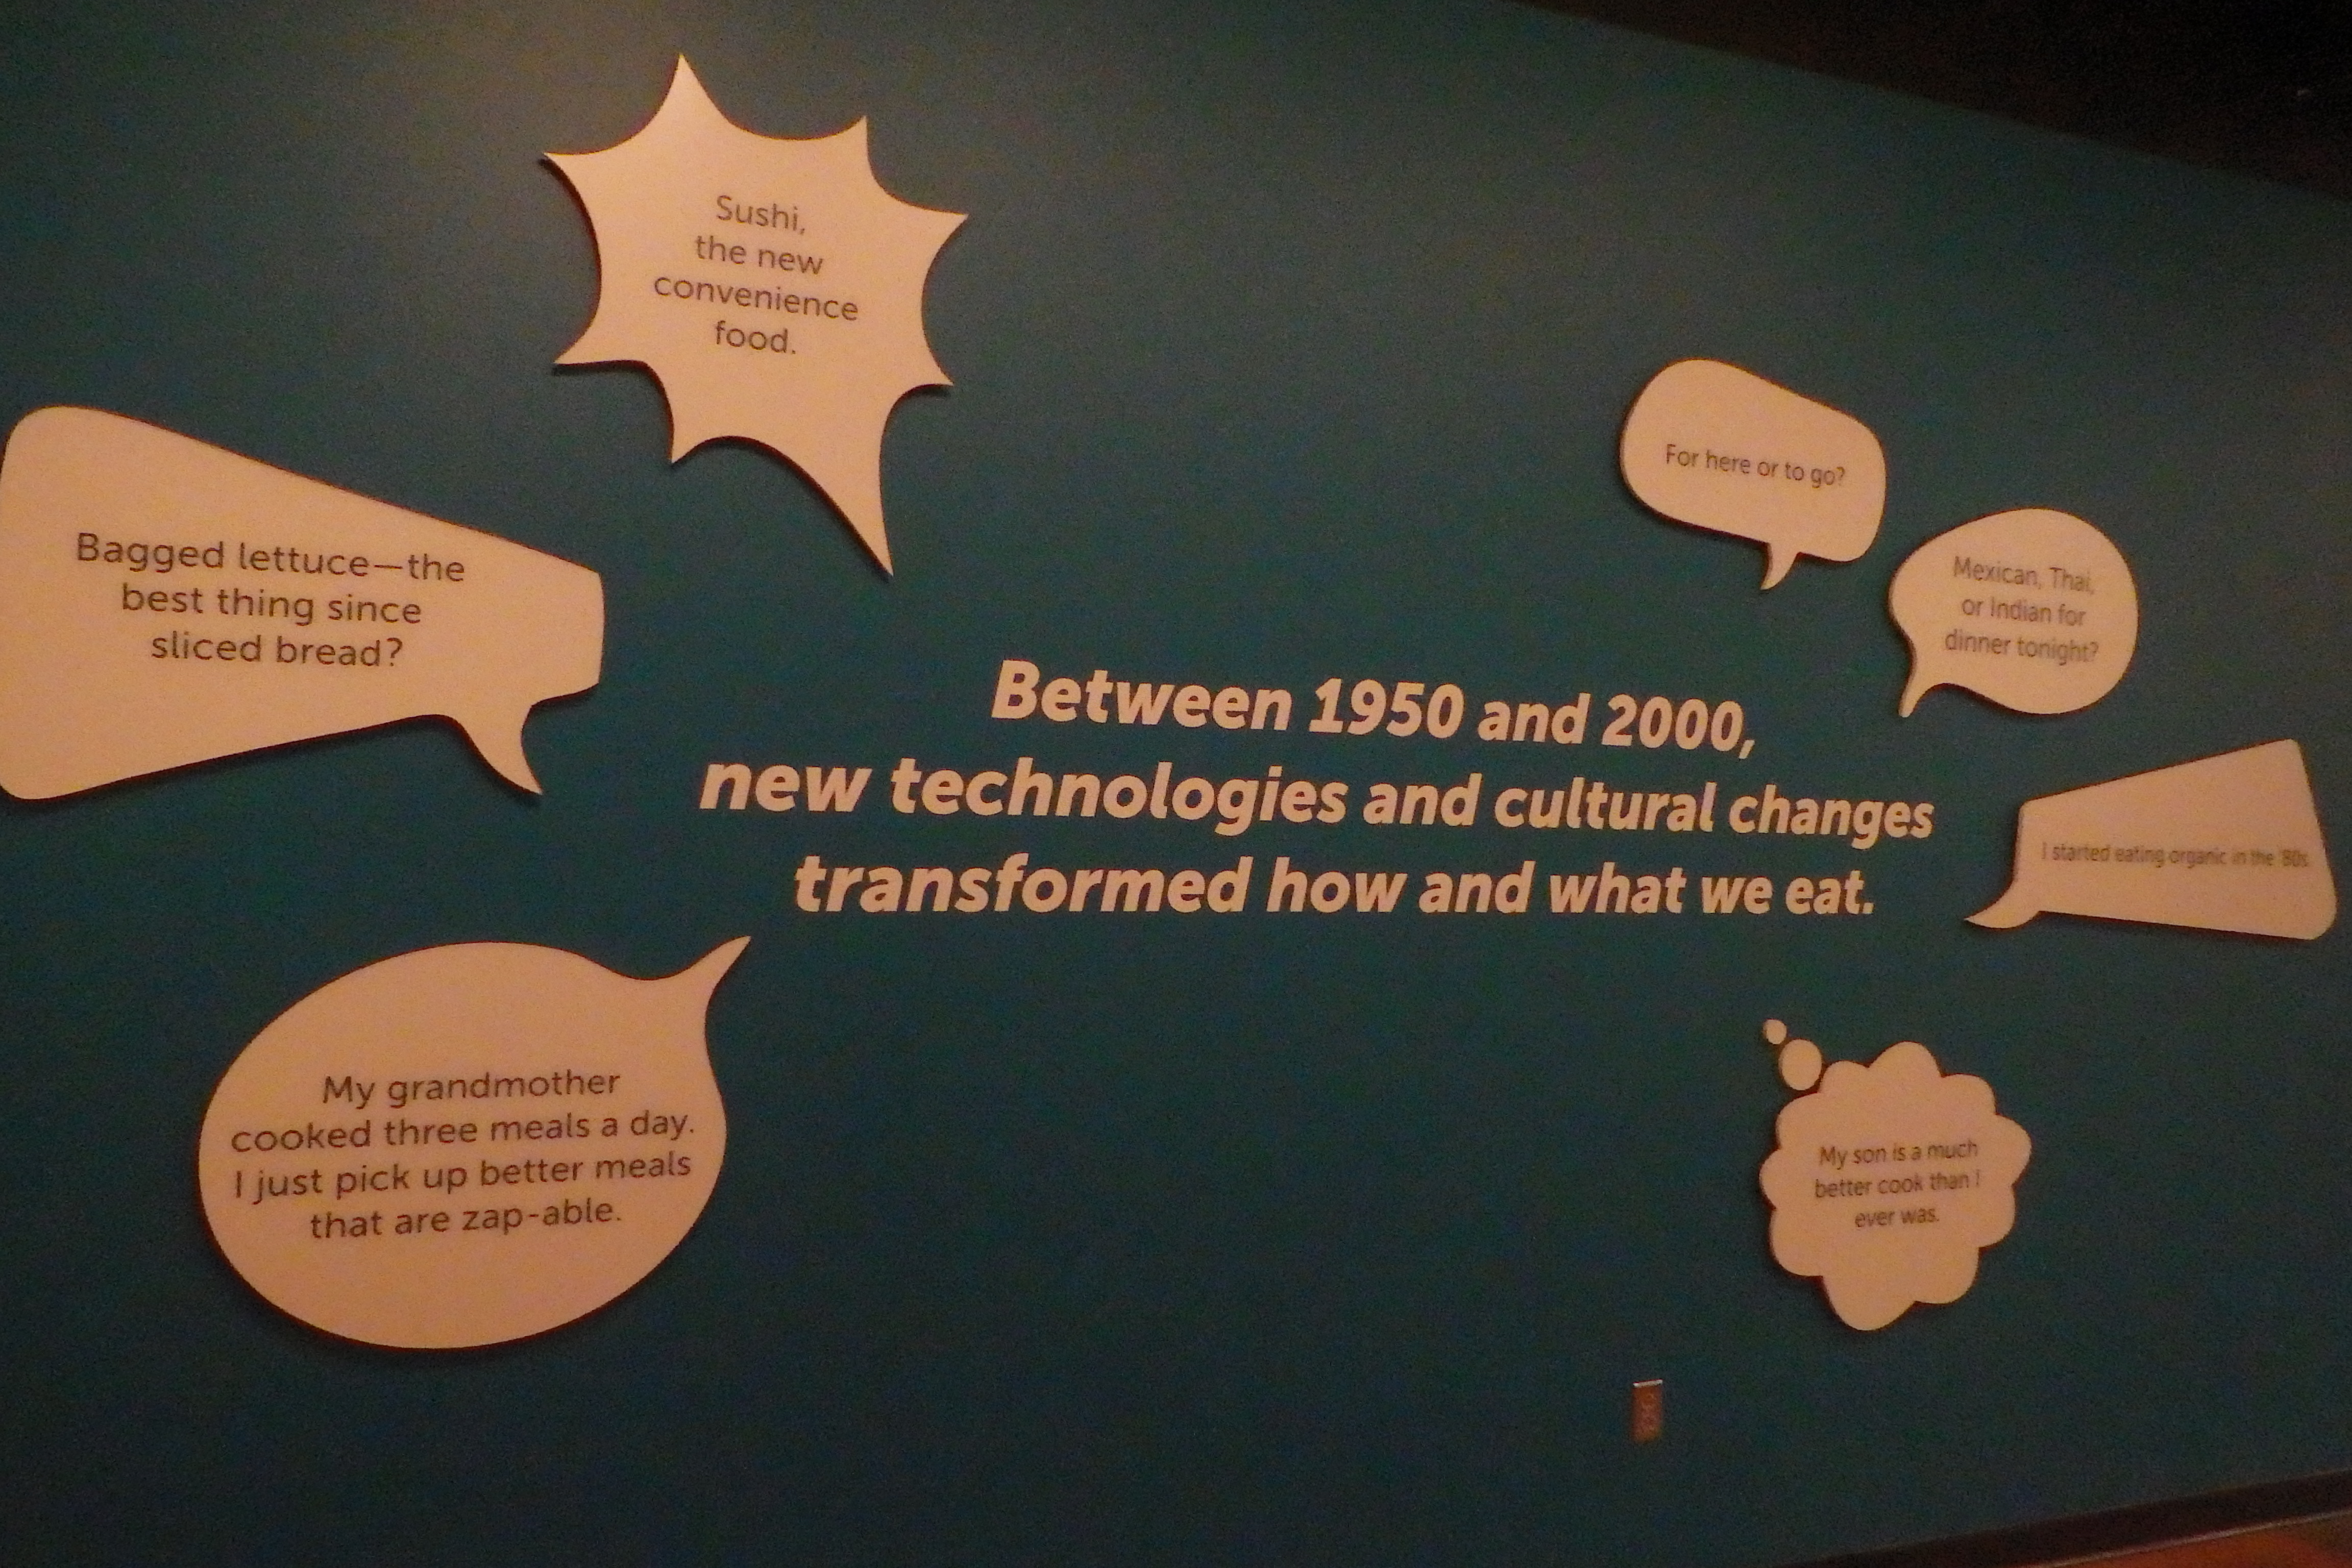 Sushi,
the new
convenience
food.
Bagged lettuce—the
best thing since
sliced bread?
My grandmother
cooked three meals a day.
I just pick up better meals
that are zap-able.
Between 1950 and 2000,
new technologies and cultural changes
transformed how and what we eat.
For here or to go?
Mexican, Thai,
or Indian for
dinner tonight?
I started eating organic in the '80s.
My son is a much
better cook than I
ever was.